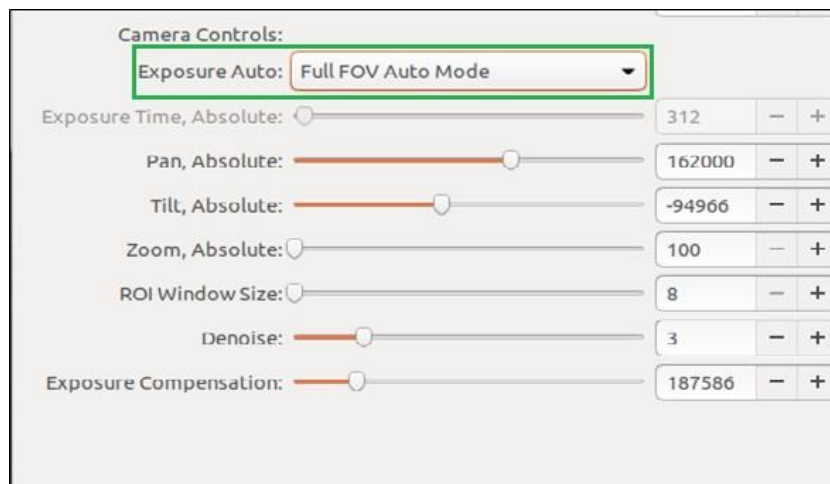 Camera Controls:
Exposure Auto: Full FOV Auto Mode
Exposure Time, Absolute: 312 − +
Pan, Absolute: 162000 − +
Tilt, Absolute: -94966 − +
Zoom, Absolute: 100 − +
ROI Window Size: 8 − +
Denoise: 3 − +
Exposure Compensation: 187586 − +